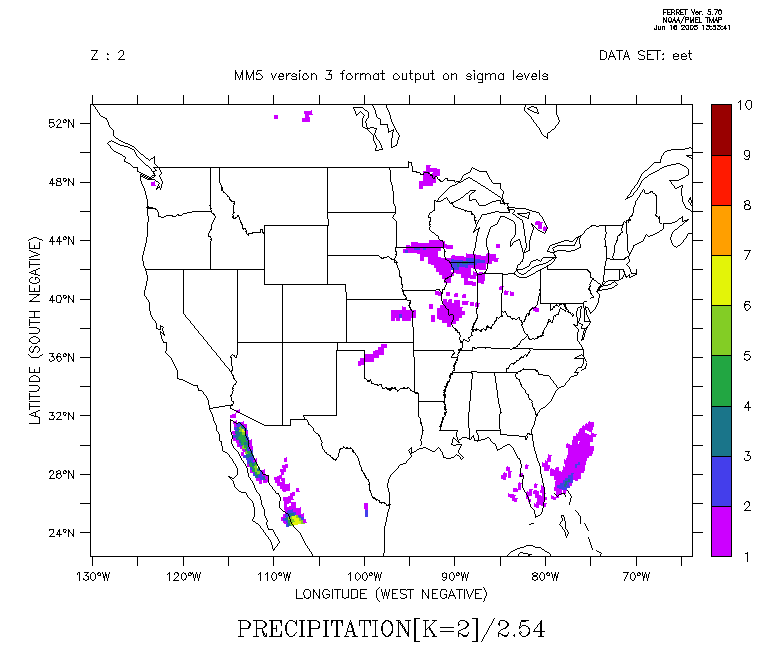 FERRET Ver. 5.70
NOAA/PMEL TMAP
Jun 16 2005 13:53:41
Z : 2
DATA SET: eet
MM5 version 3 format output on sigma levels
52°N
48°N
44°N
40°N
36°N
32°N
28°N
24°N
LATITUDE (SOUTH NEGATIVE)
130°W 120°W 110°W 100°W 90°W 80°W 70°W
LONGITUDE (WEST NEGATIVE)
10
9
8
7
6
5
4
3
2
1
PRECIPITATION[K=2]/2.54